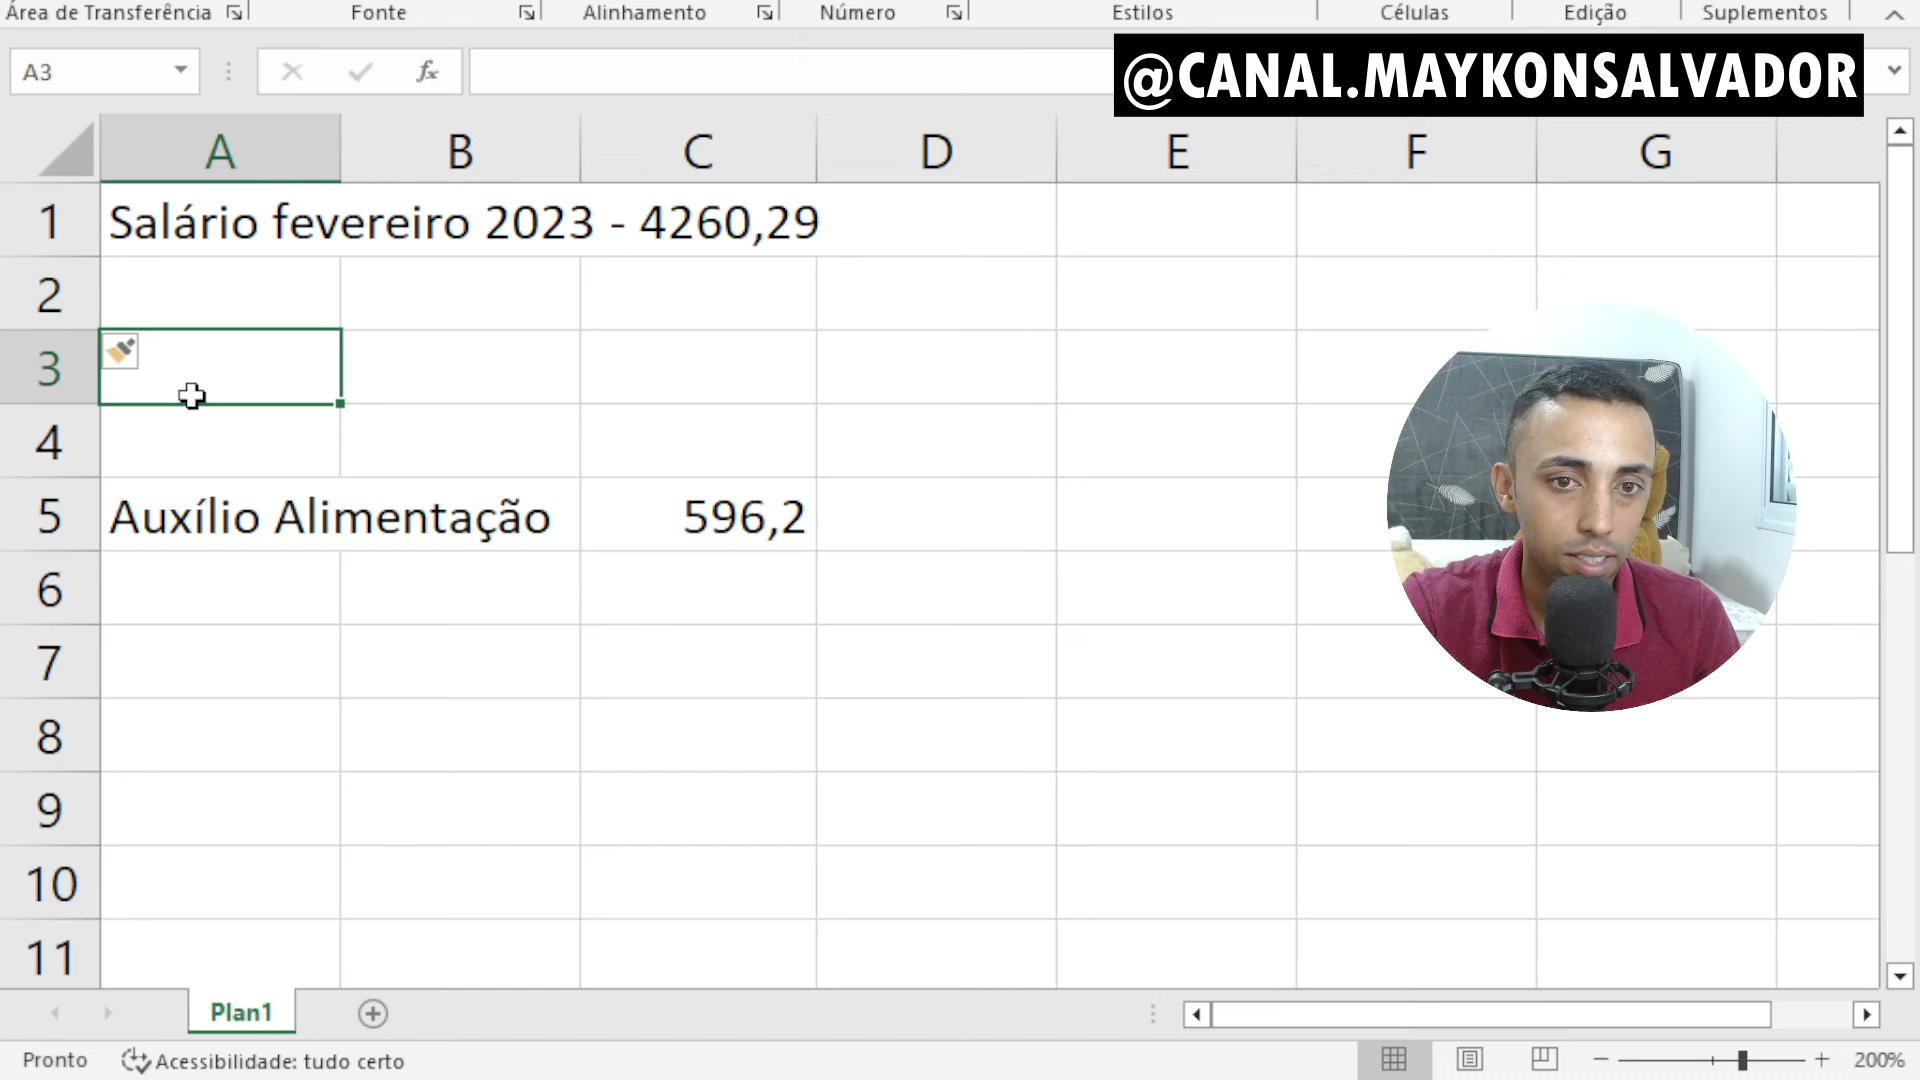 Área de Transferência
Fonte
Alinhamento
Número
Estilos
Células
Edição
Suplementos
A3
fx
@CANAL.MAYKONSALVADOR
A B C D E F G
1 Salário fevereiro 2023 - 4260,29
2
3
4
5 Auxílio Alimentação 596,2
6
7
8
9
10
11
Plan1
Pronto
Acessibilidade: tudo certo
200%